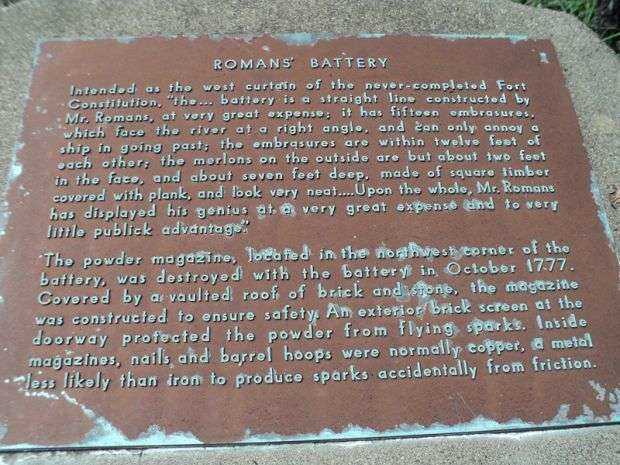 ROMANS' BATTERY
Intended as the west curtain of the never-completed Fort
Constitution, "the... battery is a straight line constructed by
Mr. Romans, at very great expense; it has fifteen embrasures,
which face the river at a right angle, and can only annoy a
ship in going past; the embrasures are within twelve feet of
each other; the merlons on the outside are but about two feet
in the face, and about seven feet deep, made of square timber
covered with plank, and look very neat....Upon the whole, Mr. Romans
has displayed his genius at a very great expense and to very
little publick advantage."
The powder magazine, located in the northwest corner of the
battery, was destroyed with the battery in October 1777.
Covered by a vaulted roof of brick and stone, the magazine
was constructed to ensure safety. An exterior brick screen at the
doorway protected the powder from flying sparks. Inside
magazines, nails and barrel hoops were normally copper, a metal
less likely than iron to produce sparks accidentally from friction.